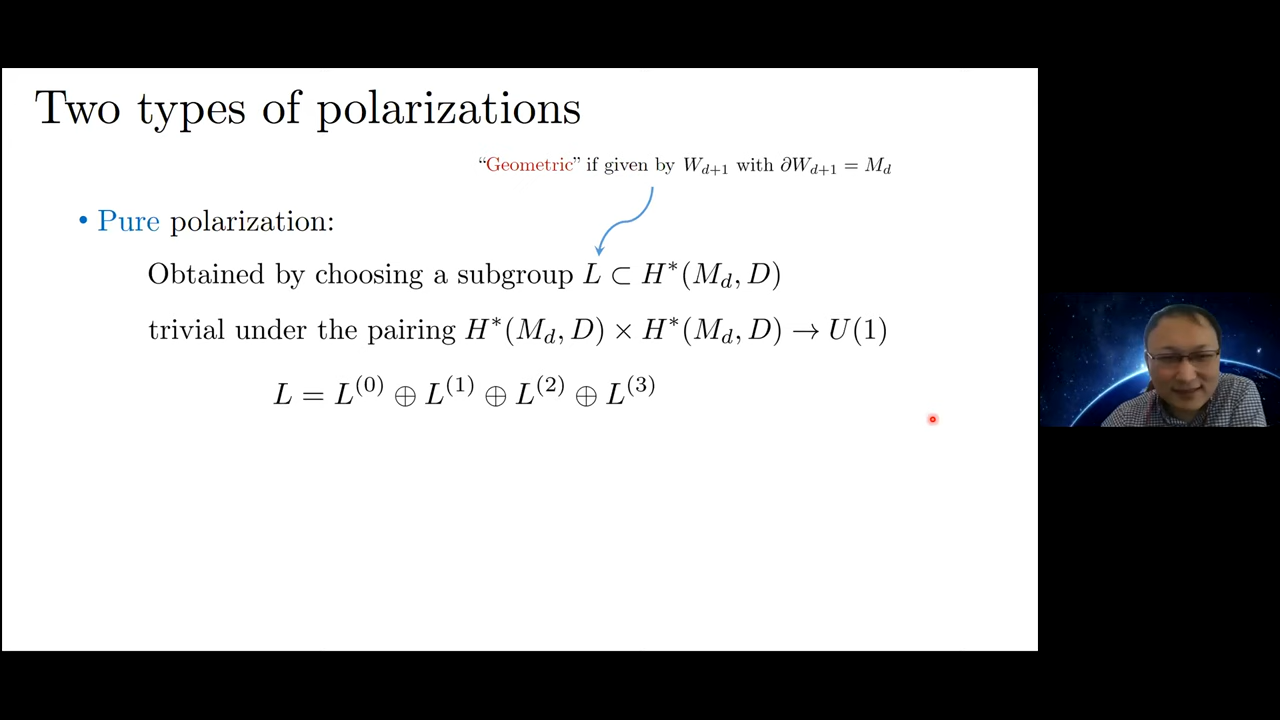 Two types of polarizations
“Geometric” if given by W_{d+1} with ∂W_{d+1} = M_d
• Pure polarization:
Obtained by choosing a subgroup L ⊂ H^*(M_d, D)
trivial under the pairing H^*(M_d, D) × H^*(M_d, D) → U(1)
L = L^{(0)} ⊕ L^{(1)} ⊕ L^{(2)} ⊕ L^{(3)}